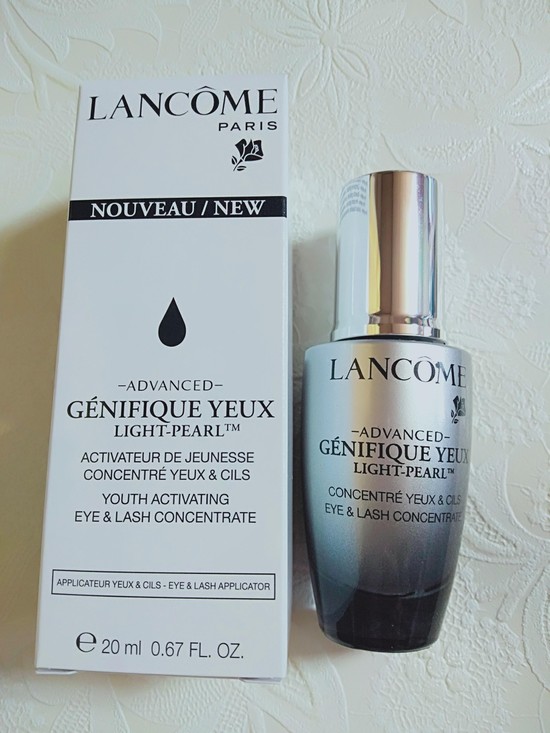 LANCÔME
PARIS
NOUVEAU / NEW
–ADVANCED–
GÉNIFIQUE YEUX
LIGHT-PEARL™
ACTIVATEUR DE JEUNESSE
CONCENTRÉ YEUX & CILS
YOUTH ACTIVATING
EYE & LASH CONCENTRATE
APPLICATEUR YEUX & CILS - EYE & LASH APPLICATOR
℮ 20 ml 0.67 FL. OZ.
LANCÔME
–ADVANCED–
GÉNIFIQUE YEUX
LIGHT-PEARL™
CONCENTRÉ YEUX & CILS
EYE & LASH CONCENTRATE